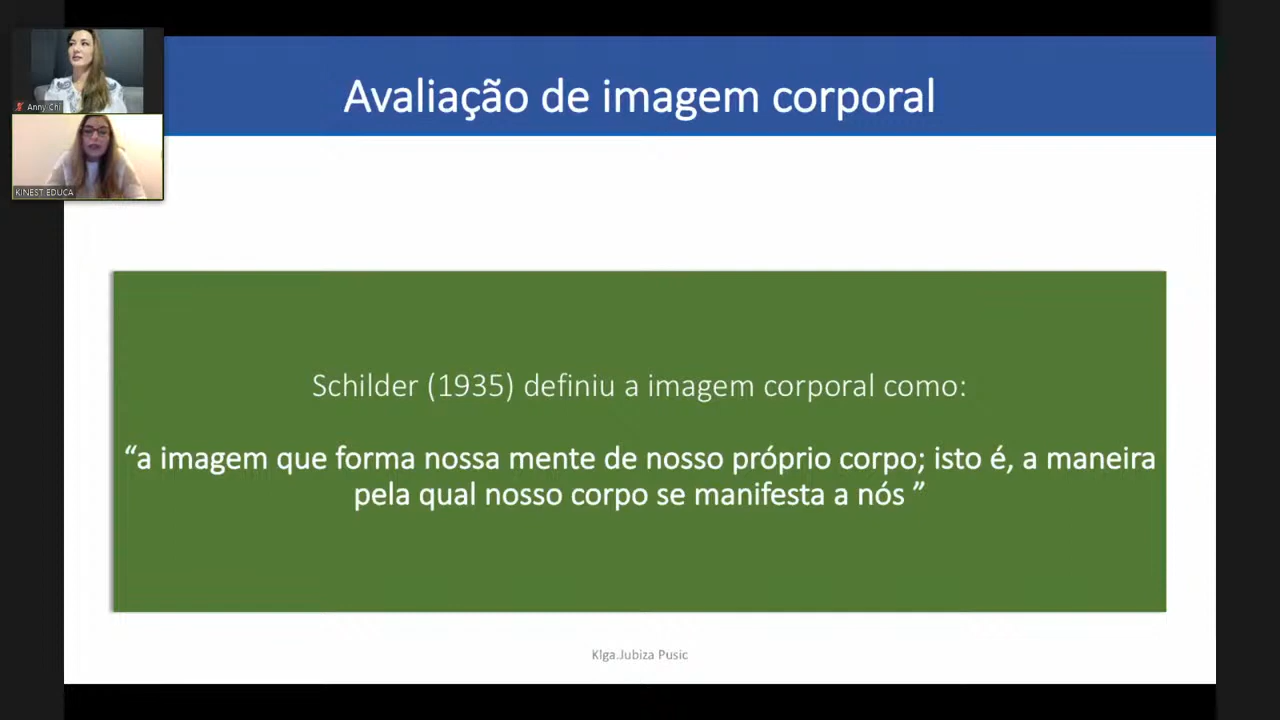 Avaliação de imagem corporal
Anny Chi
KINEST EDUCA
Schilder (1935) definiu a imagem corporal como:
“a imagem que forma nossa mente de nosso próprio corpo; isto é, a maneira
pela qual nosso corpo se manifesta a nós ”
Klga.Jubiza Pusic